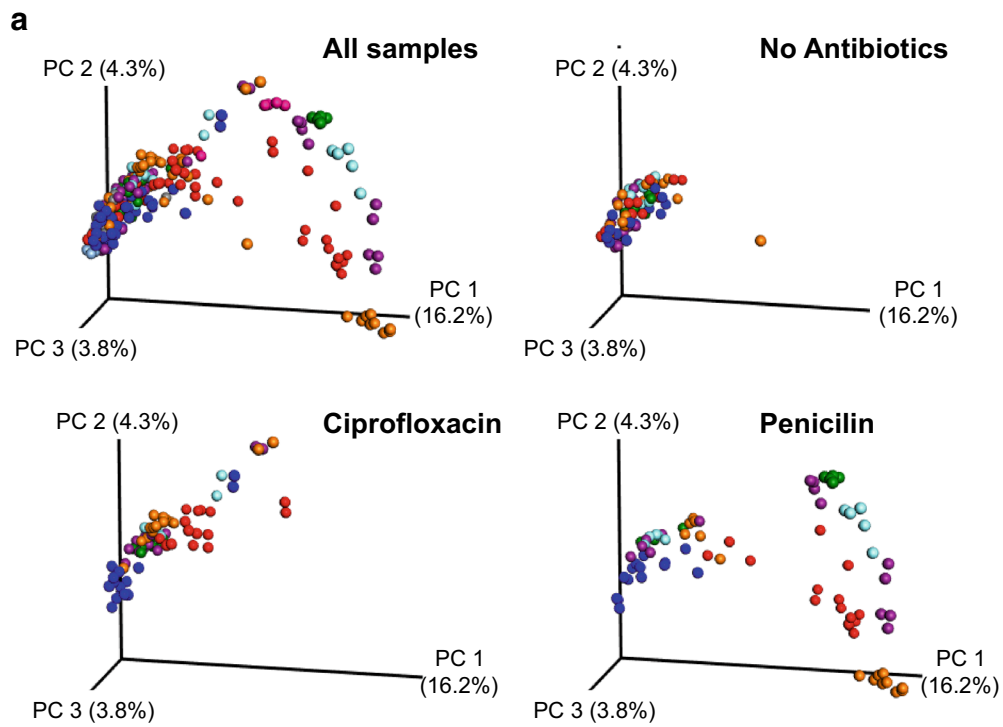 a
All samples
PC 2 (4.3%)
PC 1
(16.2%)
PC 3 (3.8%)
No Antibiotics
PC 2 (4.3%)
PC 1
(16.2%)
PC 3 (3.8%)
Ciprofloxacin
PC 2 (4.3%)
PC 1
(16.2%)
PC 3 (3.8%)
Penicilin
PC 2 (4.3%)
PC 1
(16.2%)
PC 3 (3.8%)